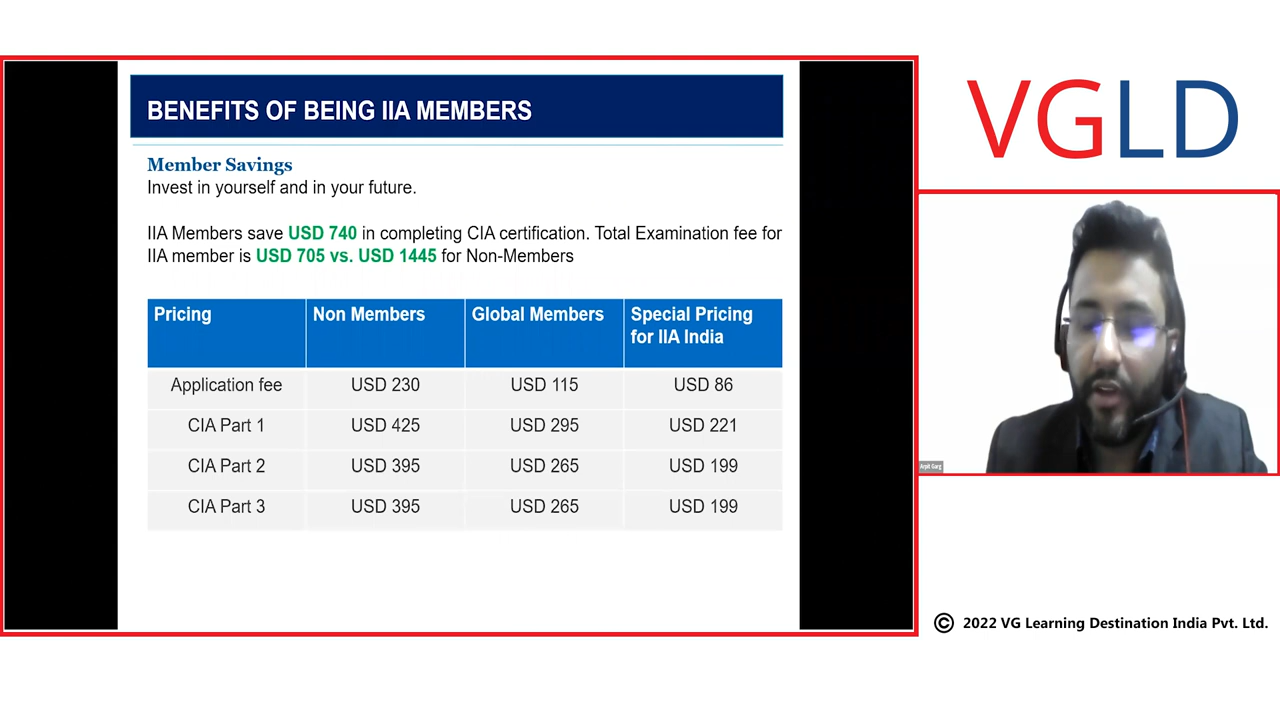 BENEFITS OF BEING IIA MEMBERS
Member Savings
Invest in yourself and in your future.
IIA Members save USD 740 in completing CIA certification. Total Examination fee for
IIA member is USD 705 vs. USD 1445 for Non-Members
Pricing Non Members Global Members Special Pricing
for IIA India
Application fee USD 230 USD 115 USD 86
CIA Part 1 USD 425 USD 295 USD 221
CIA Part 2 USD 395 USD 265 USD 199
CIA Part 3 USD 395 USD 265 USD 199
VGLD
Arpit Garg
© 2022 VG Learning Destination India Pvt. Ltd.